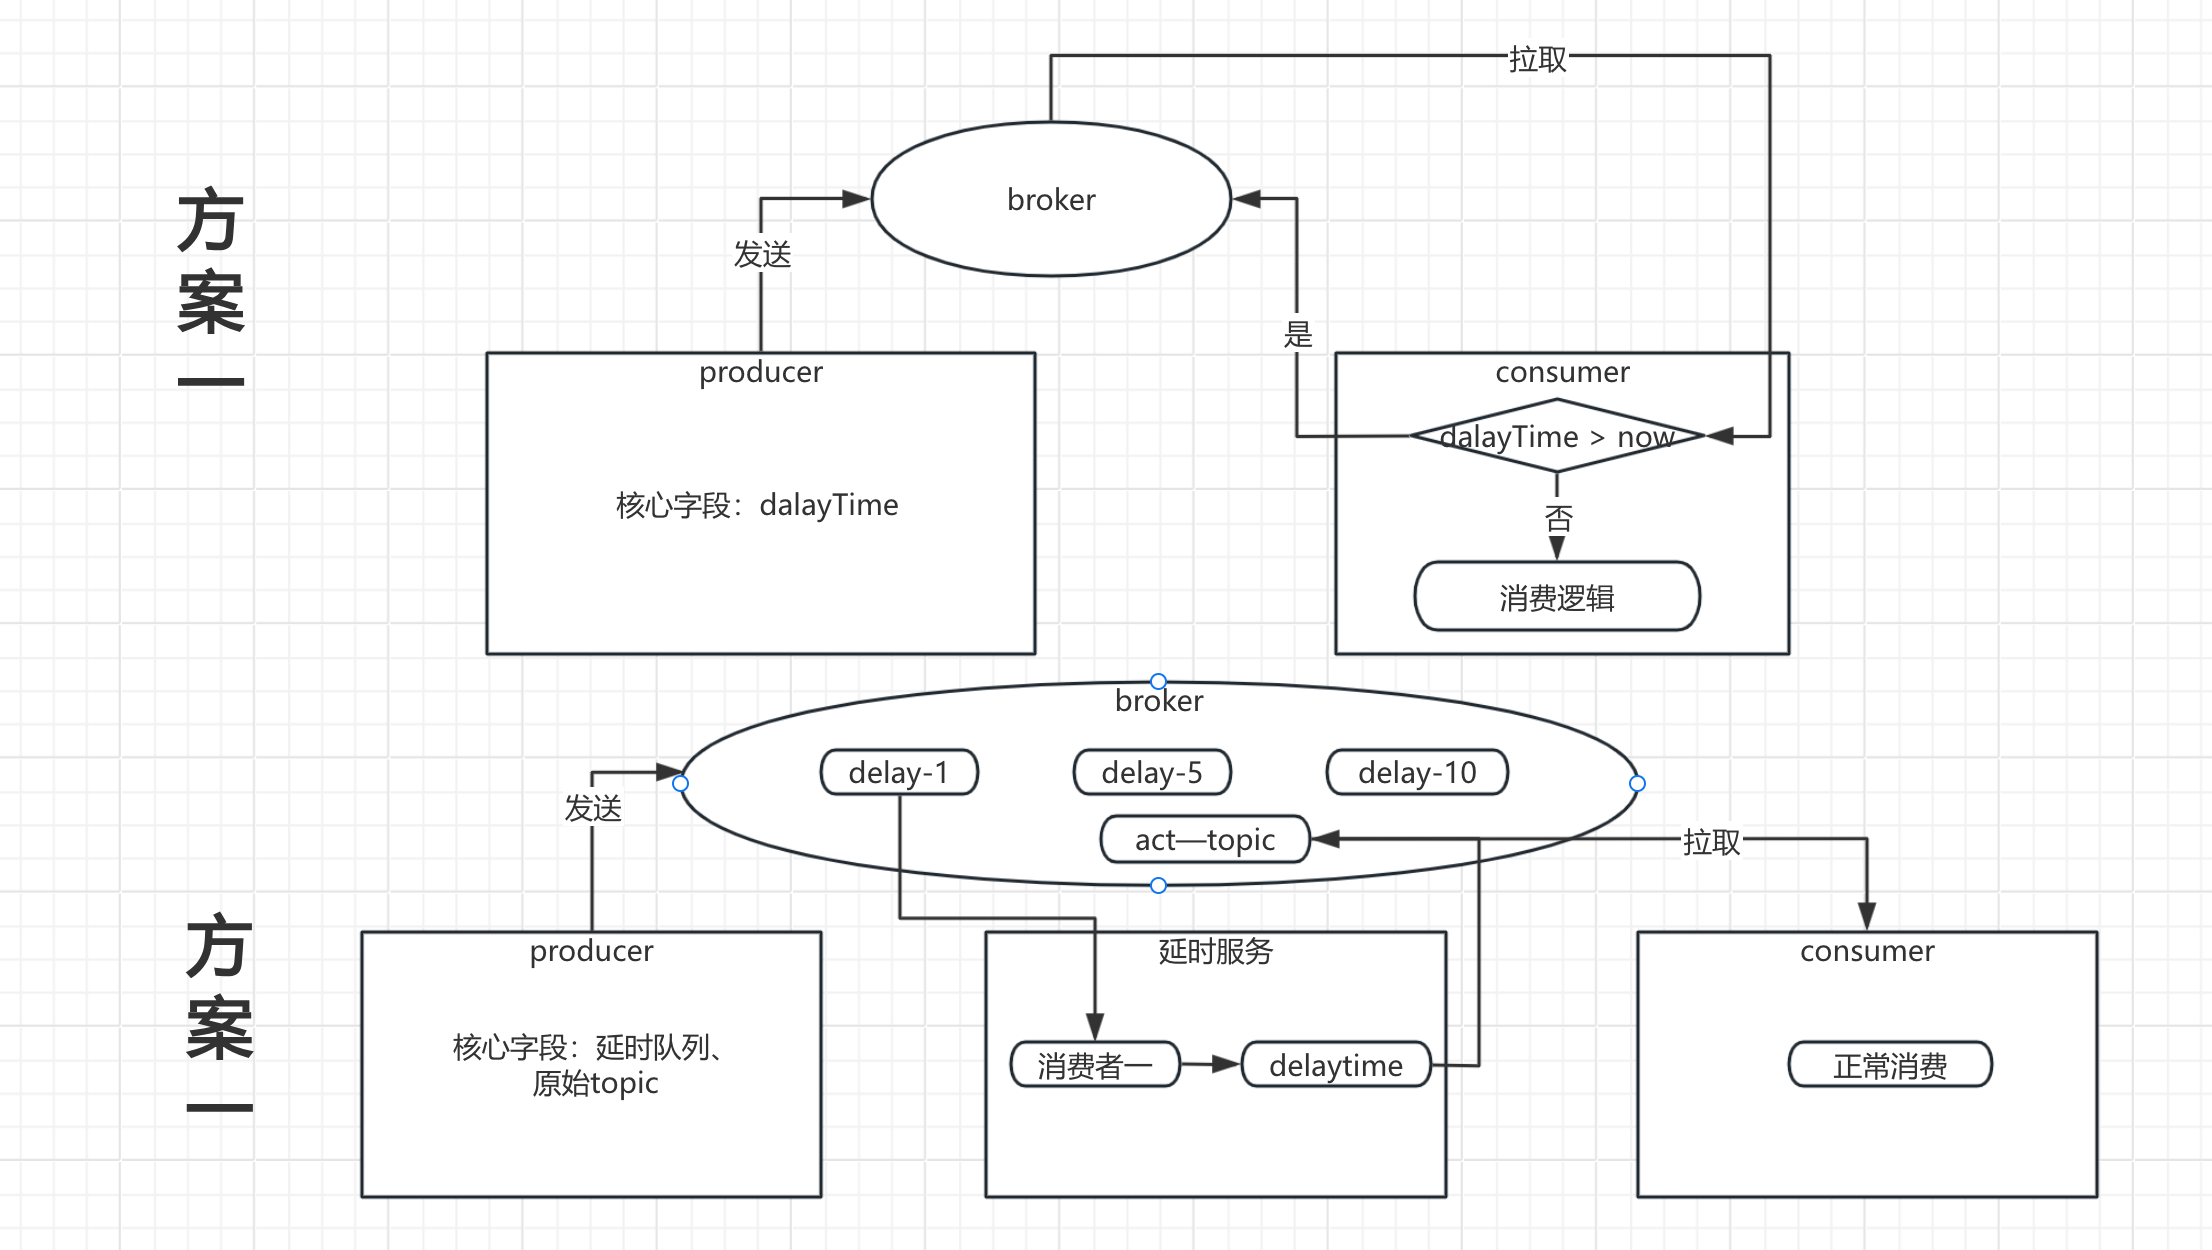 方案一
拉取
broker
发送
是
producer
核心字段：dalayTime
consumer
dalayTime > now
否
消费逻辑
方案一
broker
delay-1
delay-5
delay-10
act—topic
发送
拉取
producer
核心字段：延时队列、
原始topic
延时服务
消费者一
delaytime
consumer
正常消费